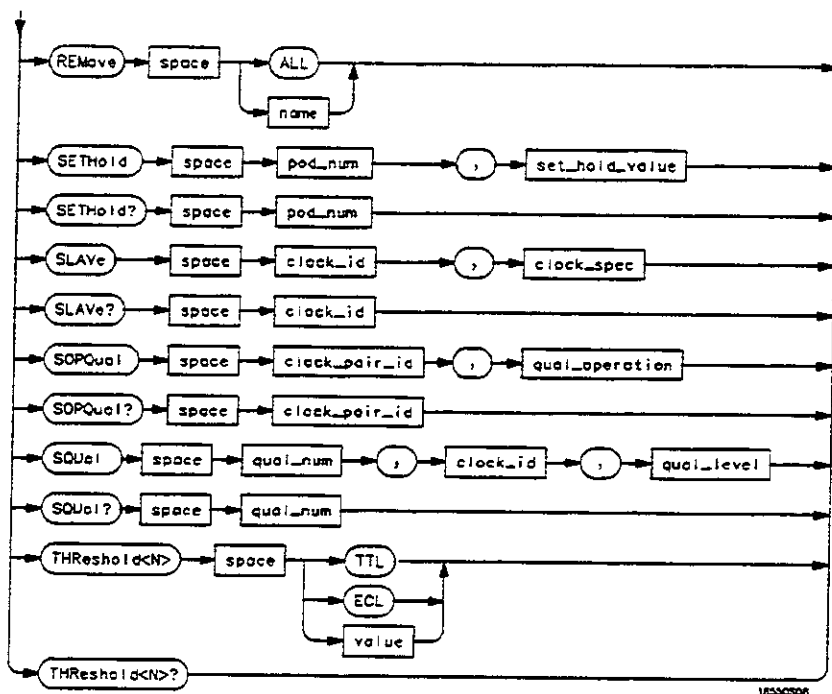 REMove space ALL
name
SETHold space pod_num , set_hold_value
SETHold? space pod_num
SLAVe space clock_id , clock_spec
SLAVe? space clock_id
SOPQual space clock_pair_id , qual_operation
SOPQual? space clock_pair_id
SQUal space qual_num , clock_id , qual_level
SQUal? space qual_num
THReshold<N> space TTL
ECL
value
THReshold<N>?